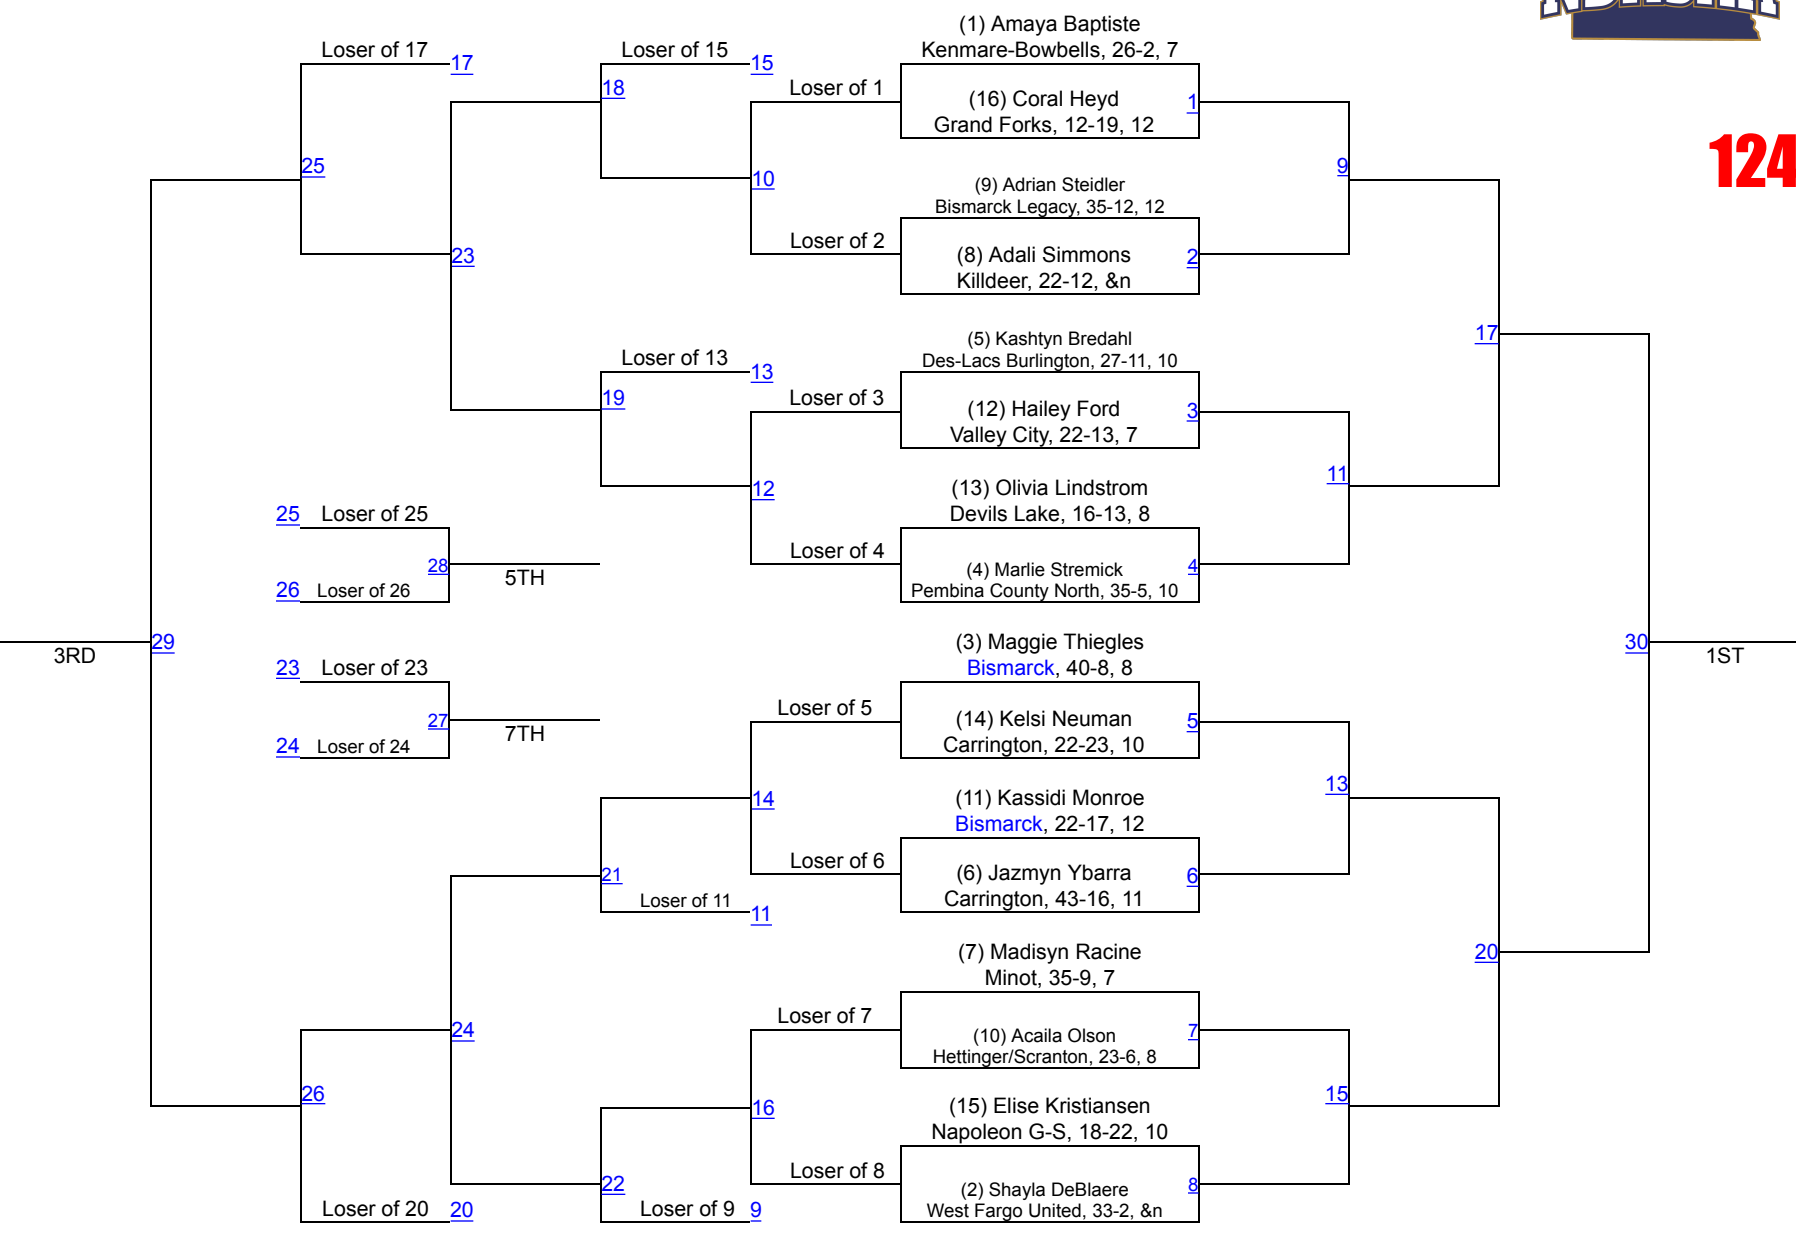 (1) Amaya Baptiste
Kenmare-Bowbells, 26-2, 7
(16) Coral Heyd
Grand Forks, 12-19, 12
(9) Adrian Steidler
Bismarck Legacy, 35-12, 12
(8) Adali Simmons
Killdeer, 22-12, &n
(5) Kashtyn Bredahl
Des-Lacs Burlington, 27-11, 10
(12) Hailey Ford
Valley City, 22-13, 7
(13) Olivia Lindstrom
Devils Lake, 16-13, 8
(4) Marlie Stremick
Pembina County North, 35-5, 10
(3) Maggie Thiegles
Bismarck, 40-8, 8
(14) Kelsi Neuman
Carrington, 22-23, 10
(11) Kassidi Monroe
Bismarck, 22-17, 12
(6) Jazmyn Ybarra
Carrington, 43-16, 11
(7) Madisyn Racine
Minot, 35-9, 7
(10) Acaila Olson
Hettinger/Scranton, 23-6, 8
(15) Elise Kristiansen
Napoleon G-S, 18-22, 10
(2) Shayla DeBlaere
West Fargo United, 33-2, &n
1
2
3
4
5
6
7
8
9
11
13
15
17
20
30
1ST
124
Loser of 1
Loser of 2
Loser of 3
Loser of 4
Loser of 5
Loser of 6
Loser of 7
Loser of 8
10
12
14
16
Loser of 15 15
Loser of 13 13
Loser of 11 11
Loser of 9 9
18
19
21
22
23
24
Loser of 17 17
Loser of 20 20
25
26
29
3RD
25 Loser of 25
26 Loser of 26
28
5TH
23 Loser of 23
24 Loser of 24
27
7TH